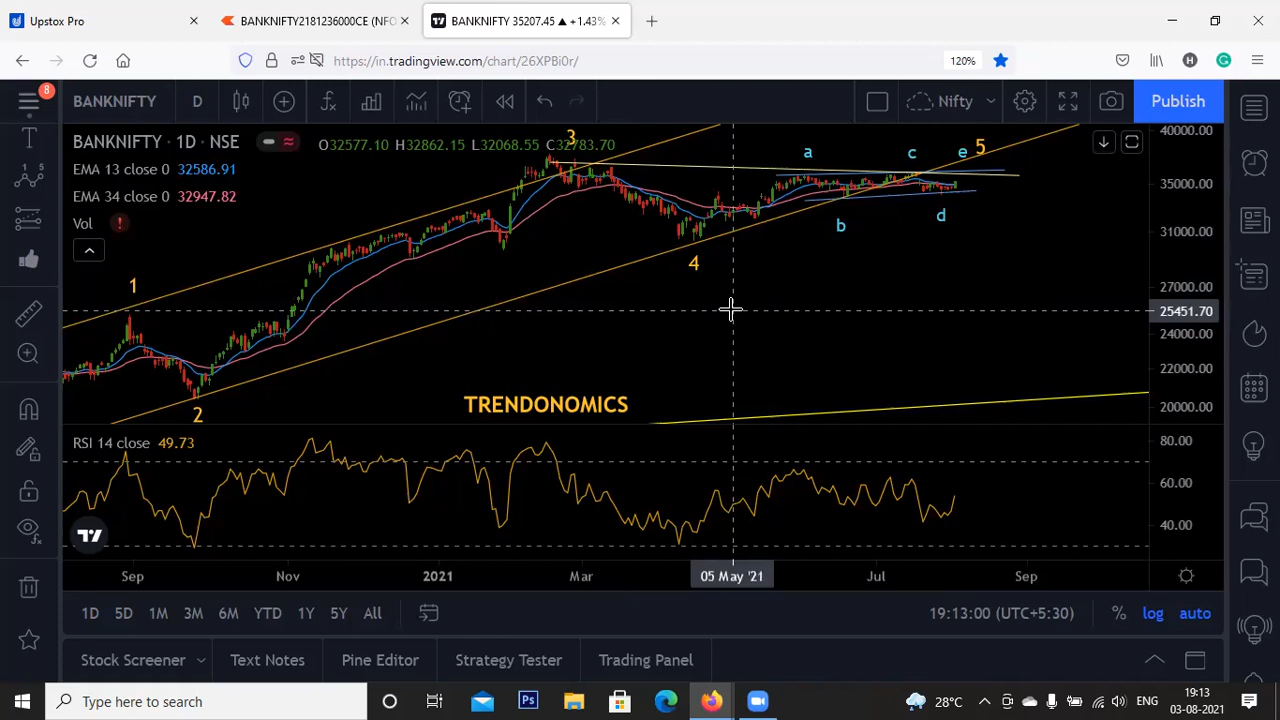 Upstox Pro
BANKNIFTY2181236000CE (NFO
BANKNIFTY 35207.45 ▲ +1.43%
https://in.tradingview.com/chart/26XPBi0r/
120%
8
BANKNIFTY
D
Nifty
Publish
BANKNIFTY · 1D · NSE
O32577.10 H32862.15 L32068.55 C32783.70
EMA 13 close 0 32586.91
EMA 34 close 0 32947.82
Vol
1
2
3
4
5
a
b
c
d
e
TRENDONOMICS
40000.00
35000.00
31000.00
27000.00
25451.70
24000.00
22000.00
20000.00
RSI 14 close 49.73
80.00
60.00
40.00
Sep
Nov
2021
Mar
05 May '21
Jul
Sep
1D 5D 1M 3M 6M YTD 1Y 5Y All
19:13:00 (UTC+5:30)
%
log
auto
Stock Screener
Text Notes
Pine Editor
Strategy Tester
Trading Panel
Type here to search
28°C
ENG
19:13
03-08-2021